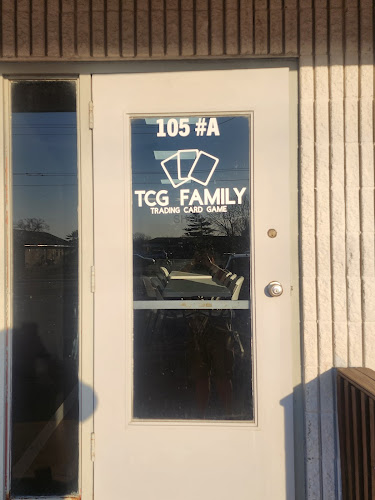 105 #A
TCG FAMILY
TRADING CARD GAME